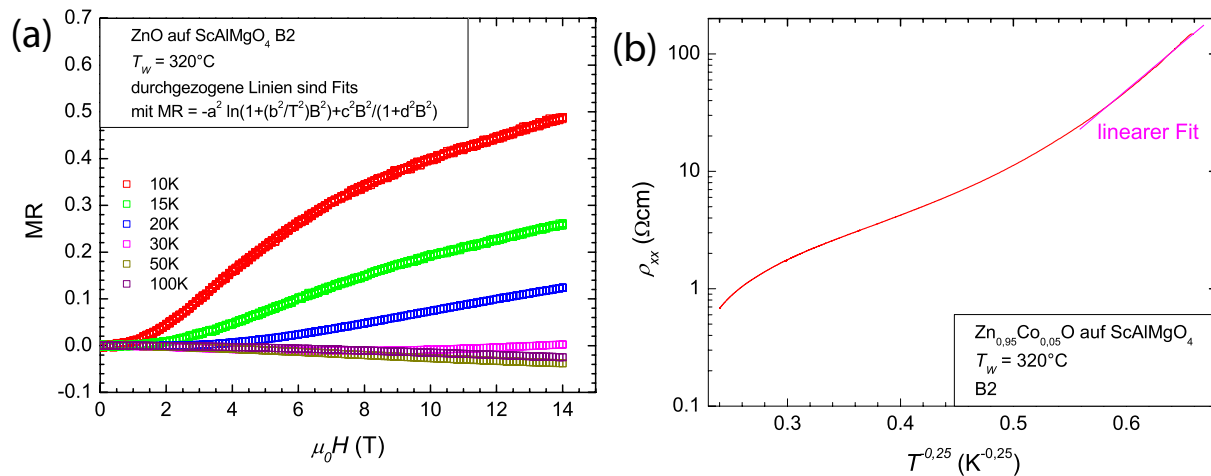 (a)
ZnO auf ScAlMgO₄ B2
T_W = 320°C
durchgezogene Linien sind Fits
mit MR = -a² ln(1+(b²/T²)B²)+c²B²/(1+d²B²)
10K
15K
20K
30K
50K
100K
MR
0.7
0.6
0.5
0.4
0.3
0.2
0.1
0.0
-0.1
0 2 4 6 8 10 12 14
μ₀H (T)
(b)
linearer Fit
Zn₀,₉₅Co₀,₀₅O auf ScAlMgO₄
T_W = 320°C
B2
ρ_xx (Ωcm)
100
10
1
0.1
0.3 0.4 0.5 0.6
T⁻⁰,²⁵ (K⁻⁰,²⁵)